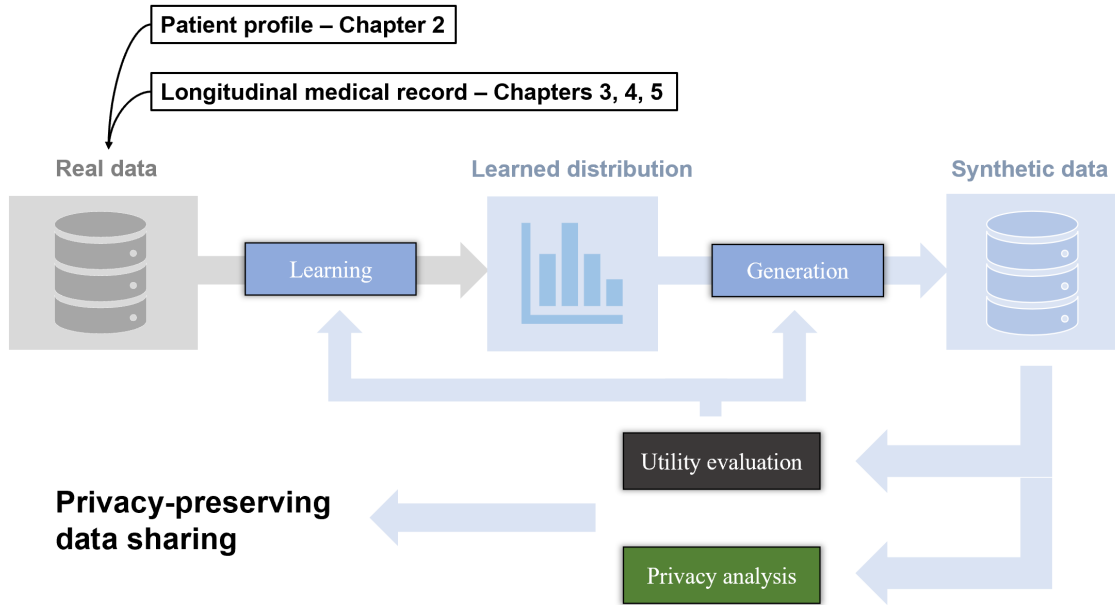 Patient profile – Chapter 2
Longitudinal medical record – Chapters 3, 4, 5
Real data
Learned distribution
Synthetic data
Learning
Generation
Utility evaluation
Privacy-preserving
data sharing
Privacy analysis